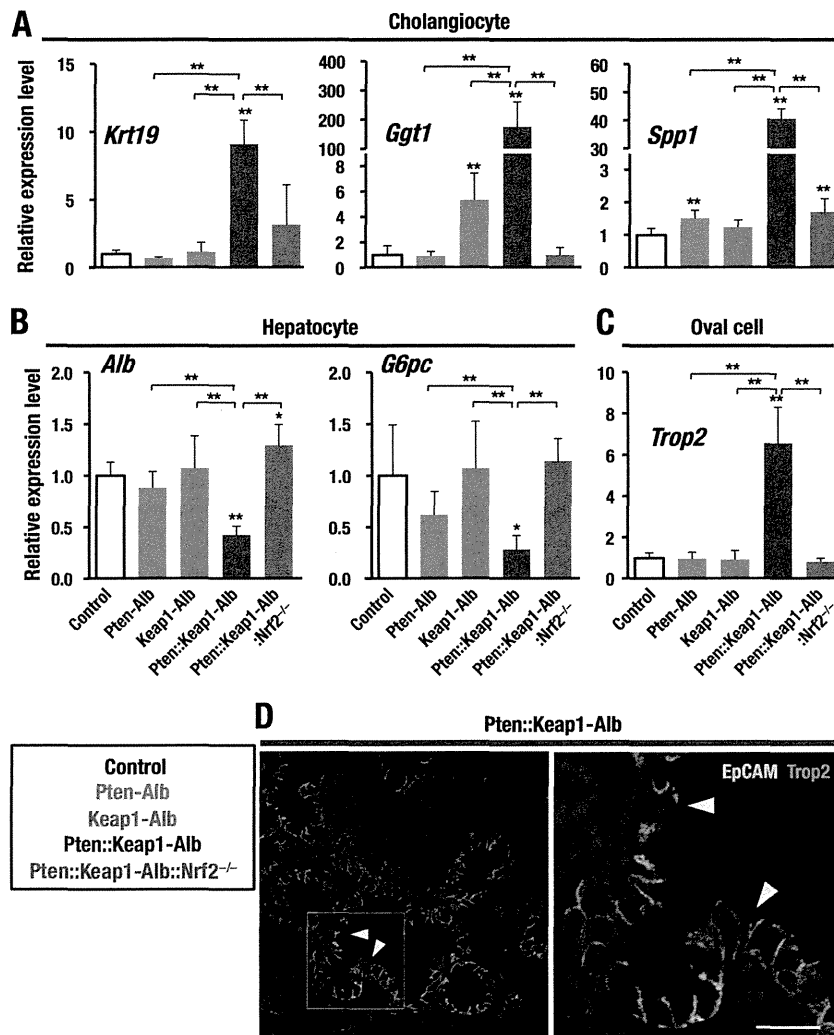 A
Cholangiocyte
Relative expression level
15
10
5
0
Krt19
**
**
**
**
400
300
200
100
8
6
4
2
0
Ggt1
**
**
**
**
**
60
50
40
30
2
1
0
Spp1
**
**
**
**
**
**
B
Hepatocyte
Relative expression level
2.0
1.5
1.0
0.5
0.0
Alb
**
**
**
**
*
2.0
1.5
1.0
0.5
0.0
G6pc
**
**
**
*
Control
Pten-Alb
Keap1-Alb
Pten::Keap1-Alb
Pten::Keap1-Alb
:Nrf2–/–
Control
Pten-Alb
Keap1-Alb
Pten::Keap1-Alb
Pten::Keap1-Alb
:Nrf2–/–
C
Oval cell
10
8
6
4
2
0
Trop2
**
**
**
**
Control
Pten-Alb
Keap1-Alb
Pten::Keap1-Alb
Pten::Keap1-Alb
:Nrf2–/–
Control
Pten-Alb
Keap1-Alb
Pten::Keap1-Alb
Pten::Keap1-Alb::Nrf2–/–
D
Pten::Keap1-Alb
EpCAM Trop2